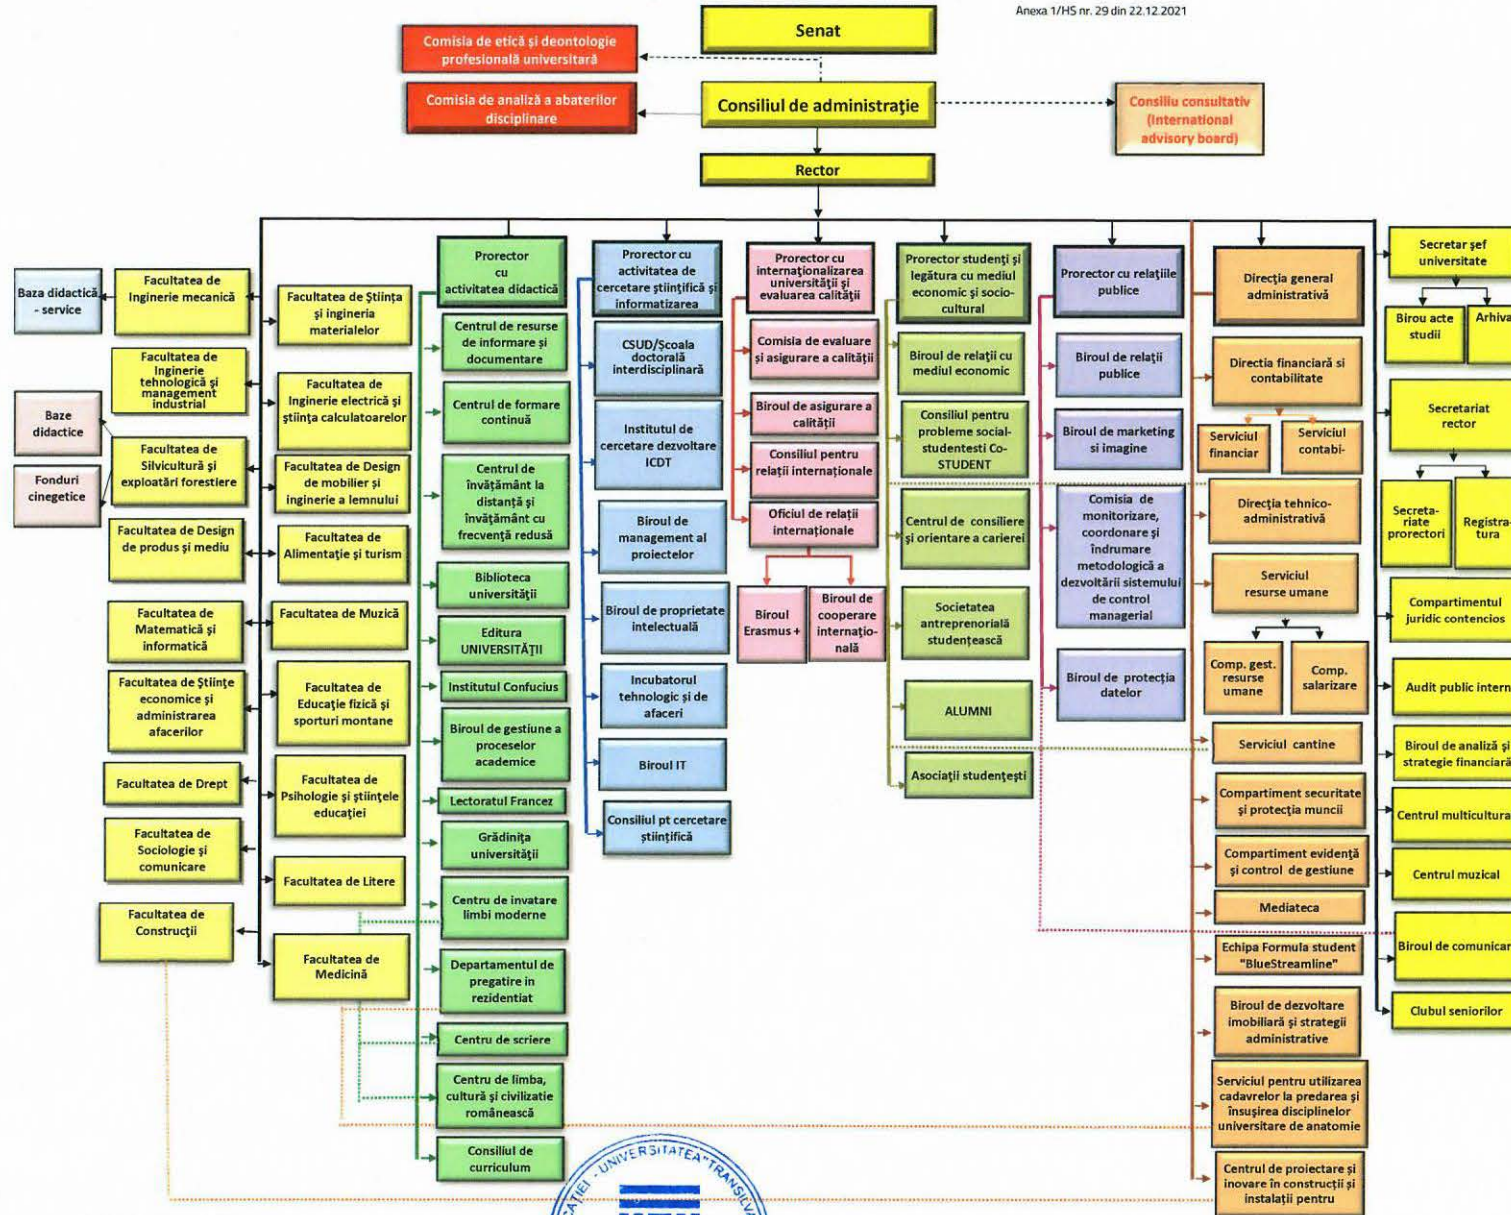 Anexa 1/HS nr. 29 din 22.12.2021
Senat
Comisia de etică și deontologie
profesională universitară
Consiliul de administrație
Comisia de analiză a abaterilor
disciplinare
Consiliu consultativ
(International
advisory board)
Rector
Baza didactică
- service
Baze
didactice
Fonduri
cinegetice
Facultatea de
Inginerie mecanică
Facultatea de
Inginerie
tehnologică și
management
industrial
Facultatea de
Silvicultură și
exploatări forestiere
Facultatea de Design
de produs și mediu
Facultatea de
Matematică și
informatică
Facultatea de Științe
economice și
administrarea
afacerilor
Facultatea de Drept
Facultatea de
Sociologie și
comunicare
Facultatea de
Construcții
Facultatea de Știința
și ingineria
materialelor
Facultatea de
Inginerie electrică și
știința calculatoarelor
Facultatea de Design
de mobilier și
inginerie a lemnului
Facultatea de
Alimentație și turism
Facultatea de Muzică
Facultatea de
Educație fizică și
sporturi montane
Facultatea de
Psihologie și științele
educației
Facultatea de Litere
Facultatea de
Medicină
Prorector
cu
activitatea didactică
Centrul de resurse
de informare și
documentare
Centrul de formare
continuă
Centrul de
învățământ la
distanță și
învățământ cu
frecvență redusă
Biblioteca
universității
Editura
UNIVERSITĂȚII
Institutul Confucius
Biroul de gestiune a
proceselor
academice
Lectoratul Francez
Grădinița
universității
Centru de invatare
limbi moderne
Departamentul de
pregatire in
rezidentiat
Centru de scriere
Centru de limba,
cultură și civilizatie
românească
Consiliul de
curriculum
Prorector cu
activitatea de
cercetare științifică și
informatizarea
CSUD/Școala
doctorală
interdisciplinară
Institutul de
cercetare dezvoltare
ICDT
Biroul de
management al
proiectelor
Biroul de proprietate
intelectuală
Incubatorul
tehnologic și de
afaceri
Biroul IT
Consiliul pt cercetare
științifică
Prorector cu
internaționalizarea
universității și
evaluarea calității
Comisia de evaluare
și asigurare a calității
Biroul de asigurare a
calității
Consiliul pentru
relații internaționale
Oficiul de relații
internaționale
Biroul
Erasmus +
Biroul de
cooperare
internațio-
nală
Prorector studenți și
legătura cu mediul
economic și socio-
cultural
Biroul de relații cu
mediul economic
Consiliul pentru
probleme social-
studentesti Co-
STUDENT
Centrul de consiliere
și orientare a carierei
Societatea
antreprenorială
studențească
ALUMNI
Asociații studențești
Prorector cu relațiile
publice
Biroul de relații
publice
Biroul de marketing
si imagine
Comisia de
monitorizare,
coordonare și
îndrumare
metodologică a
dezvoltării sistemului
de control
managerial
Biroul de protecția
datelor
Direcția generală
administrativă
Directia financiară si
contabilitate
Serviciul
financiar
Serviciul
contabi-
Direcția tehnico-
administrativă
Serviciul
resurse umane
Comp. gest.
resurse
umane
Comp.
salarizare
Serviciul cantine
Compartiment securitate
și protecția muncii
Compartiment evidență
și control de gestiune
Mediateca
Echipa Formula student
"BlueStreamline"
Biroul de dezvoltare
imobiliară și strategii
administrative
Serviciul pentru utilizarea
cadavrelor la predarea și
însușirea disciplinelor
universitare de anatomie
Centrul de proiectare și
inovare în construcții și
instalații pentru
Secretar șef
universitate
Birou acte
studii
Arhiva
Secretariat
rector
Secreta-
riate
prorectori
Registra-
tura
Compartimentul
juridic contencios
Audit public intern
Biroul de analiză și
strategie financiară
Centrul multicultura
Centrul muzical
Biroul de comunicar
Clubul seniorilor
UNIVERSITATEA "TRANSILVA